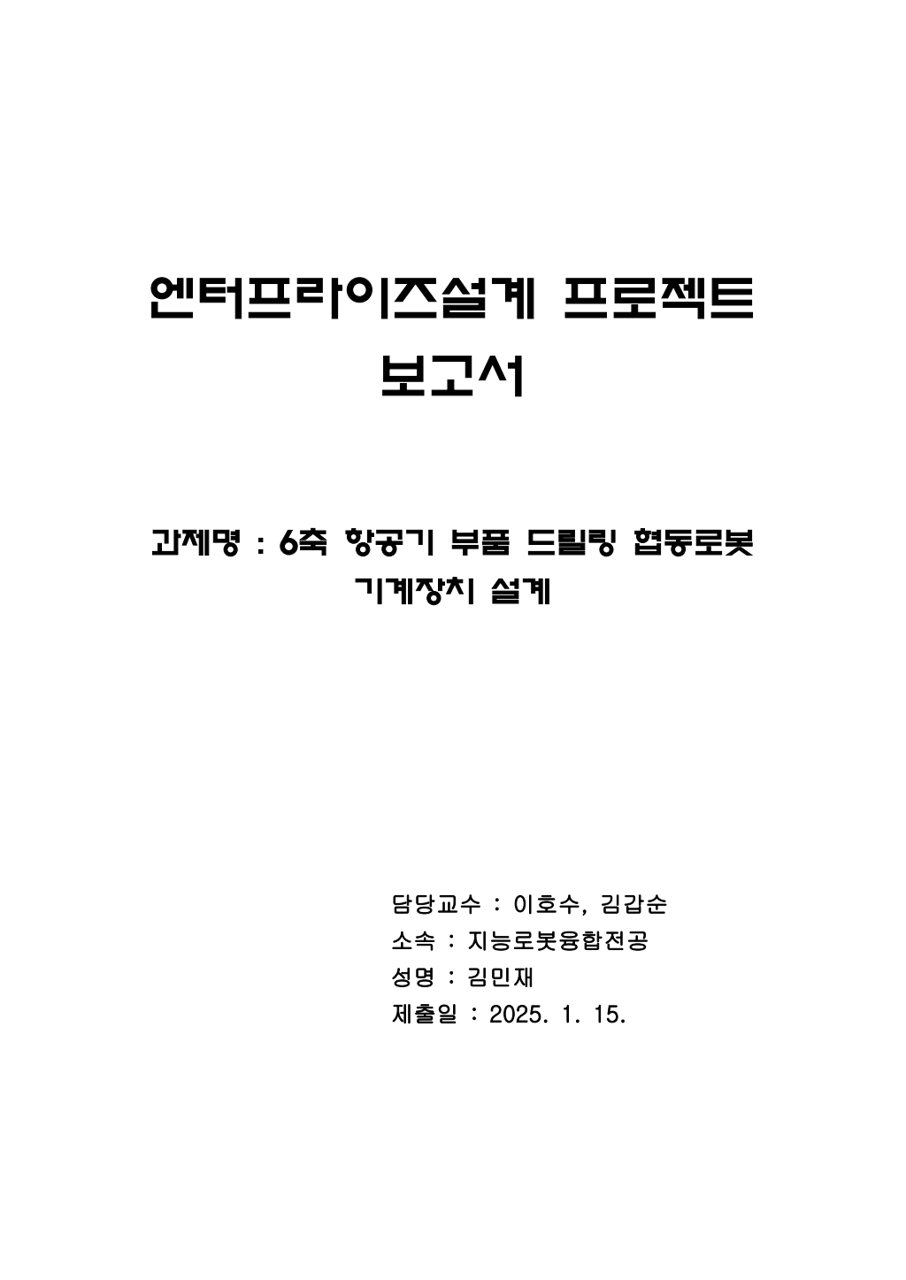 엔터프라이즈설계 프로젝트
보고서
과제명 : 6축 항공기 부품 드릴링 협동로봇
기계장치 설계
담당교수 : 이호수, 김갑순
소속 : 지능로봇융합전공
성명 : 김민재
제출일 : 2025. 1. 15.